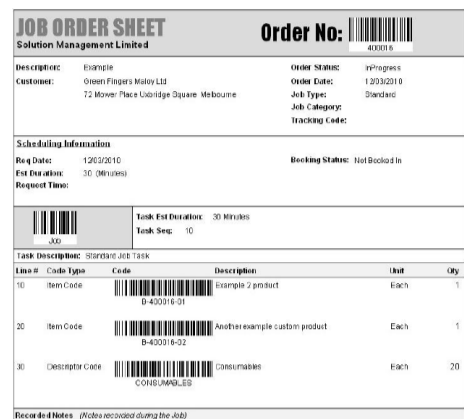 JOB ORDER SHEET
Solution Management Limited
Order No:
400016
Description: Example
Order Status: InProgress
Customer: Green Fingers Maloy Ltd
Order Date: 12/03/2010
72 Mower Place Uxbridge Square Melbourne
Job Type: Standard
Job Category:
Tracking Code:
Scheduling Information
Req Date: 12/03/2010
Booking Status: Not Booked In
Est Duration: 30 (Minutes)
Request Time:
JOB
Task Est Duration: 30 Minutes
Task Seq: 10
Task Description: Standard Job Task
Line # Code Type Code Description Unit Qty
10 Item Code Example 2 product Each 1
B-400016-01
20 Item Code Another example custom product Each 1
B-400016-02
30 Descriptor Code Consumables Each 20
CONSUMABLES
Recorded Notes (Notes recorded during the Job)